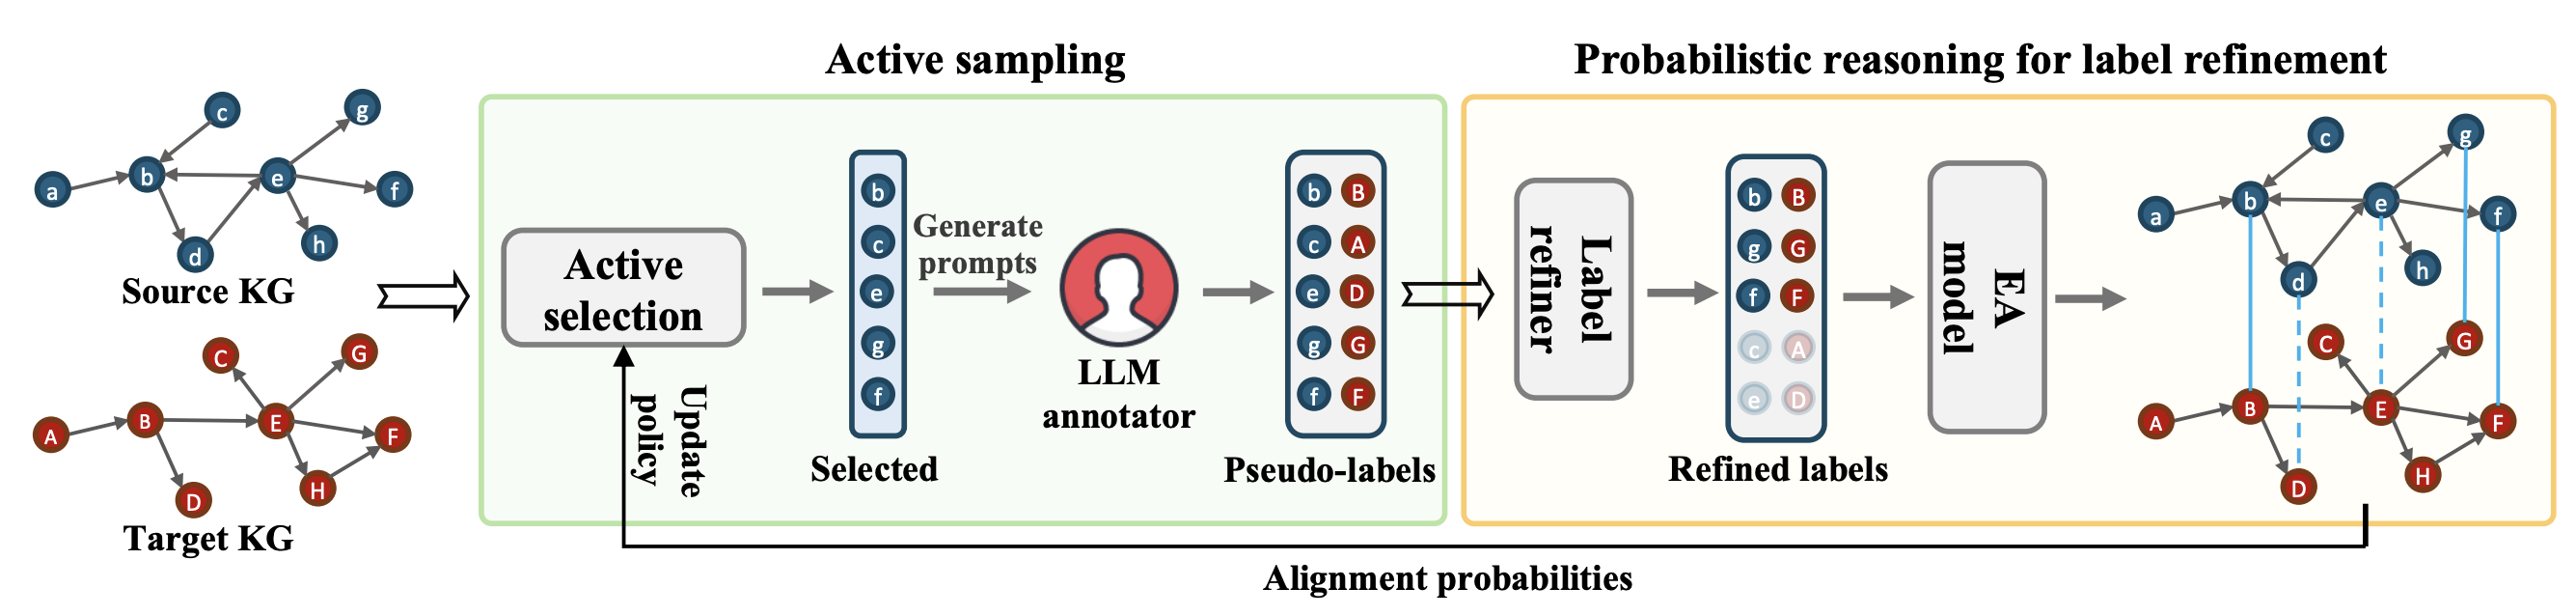 Active sampling
Probabilistic reasoning for label refinement
c
g
a
b
e
f
d
h
Source KG
C
G
A
B
E
F
D
H
Target KG
Active
selection
Update
policy
b
c
e
g
f
Selected
Generate
prompts
LLM
annotator
b B
c A
e D
g G
f F
Pseudo-labels
Label
refiner
b B
g G
f F
c A
e D
Refined labels
EA
model
c
g
a
b
e
f
d
h
C
G
A
B
E
F
D
H
Alignment probabilities